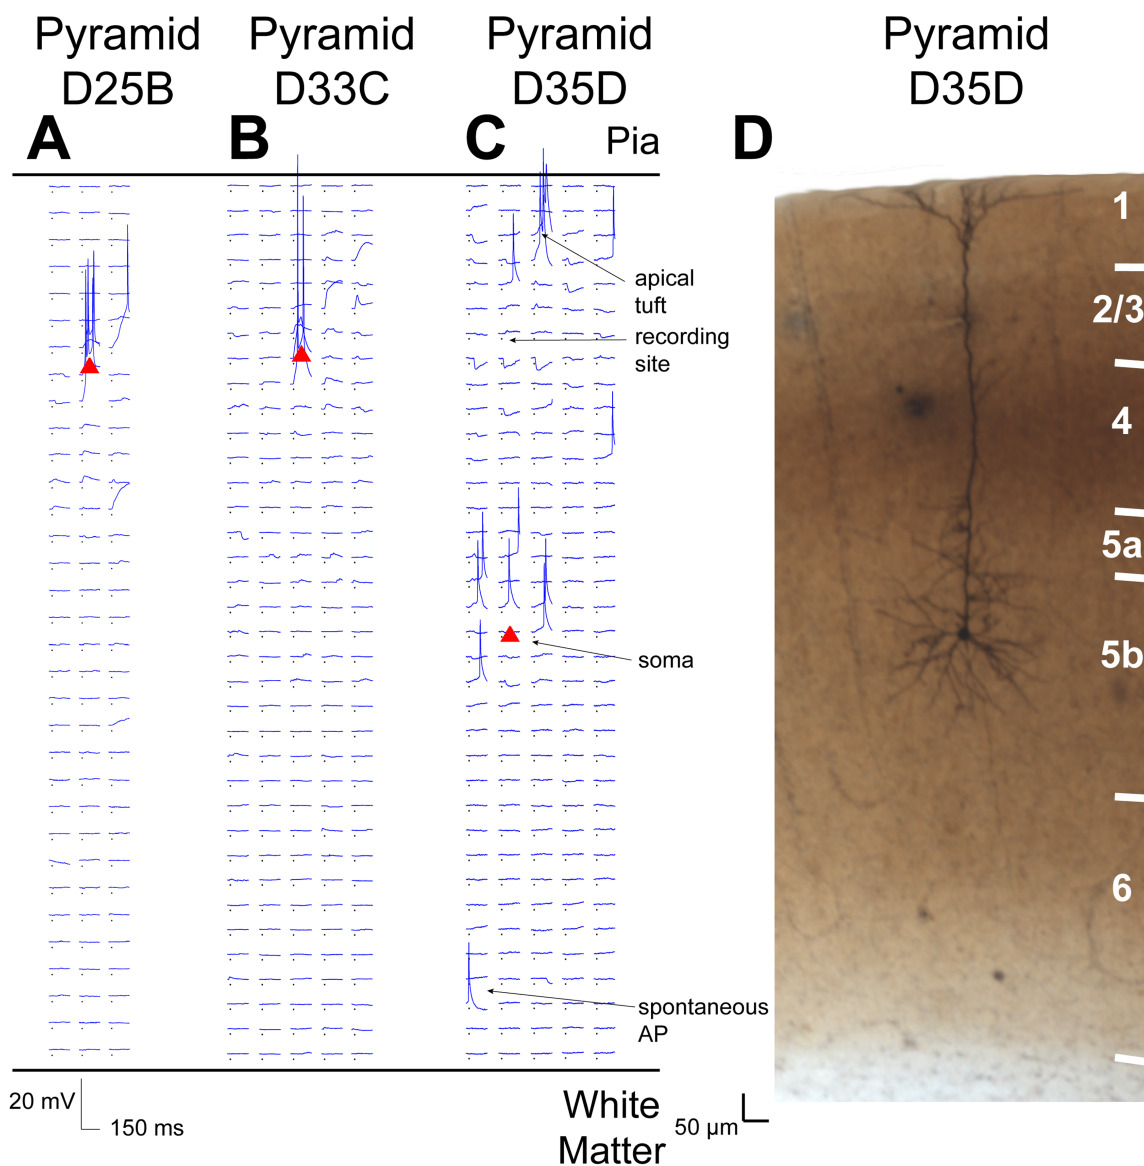 Pyramid
D25B
Pyramid
D33C
Pyramid
D35D
Pyramid
D35D
A
B
C
Pia
D
1
apical
tuft
2/3
recording
site
4
5a
5b
soma
6
spontaneous
AP
20 mV
150 ms
White
Matter
50 µm